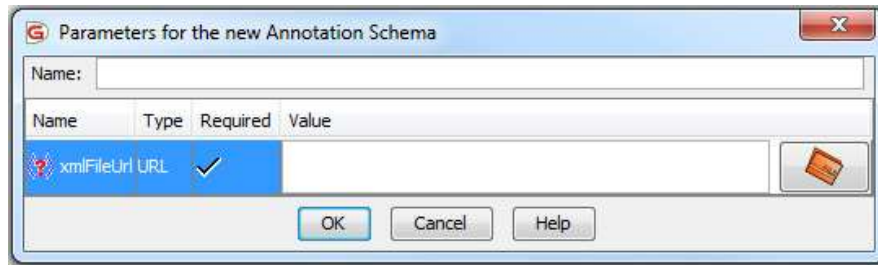 Parameters for the new Annotation Schema
Name:
Name Type Required Value
xmlFileUrl URL
OK Cancel Help